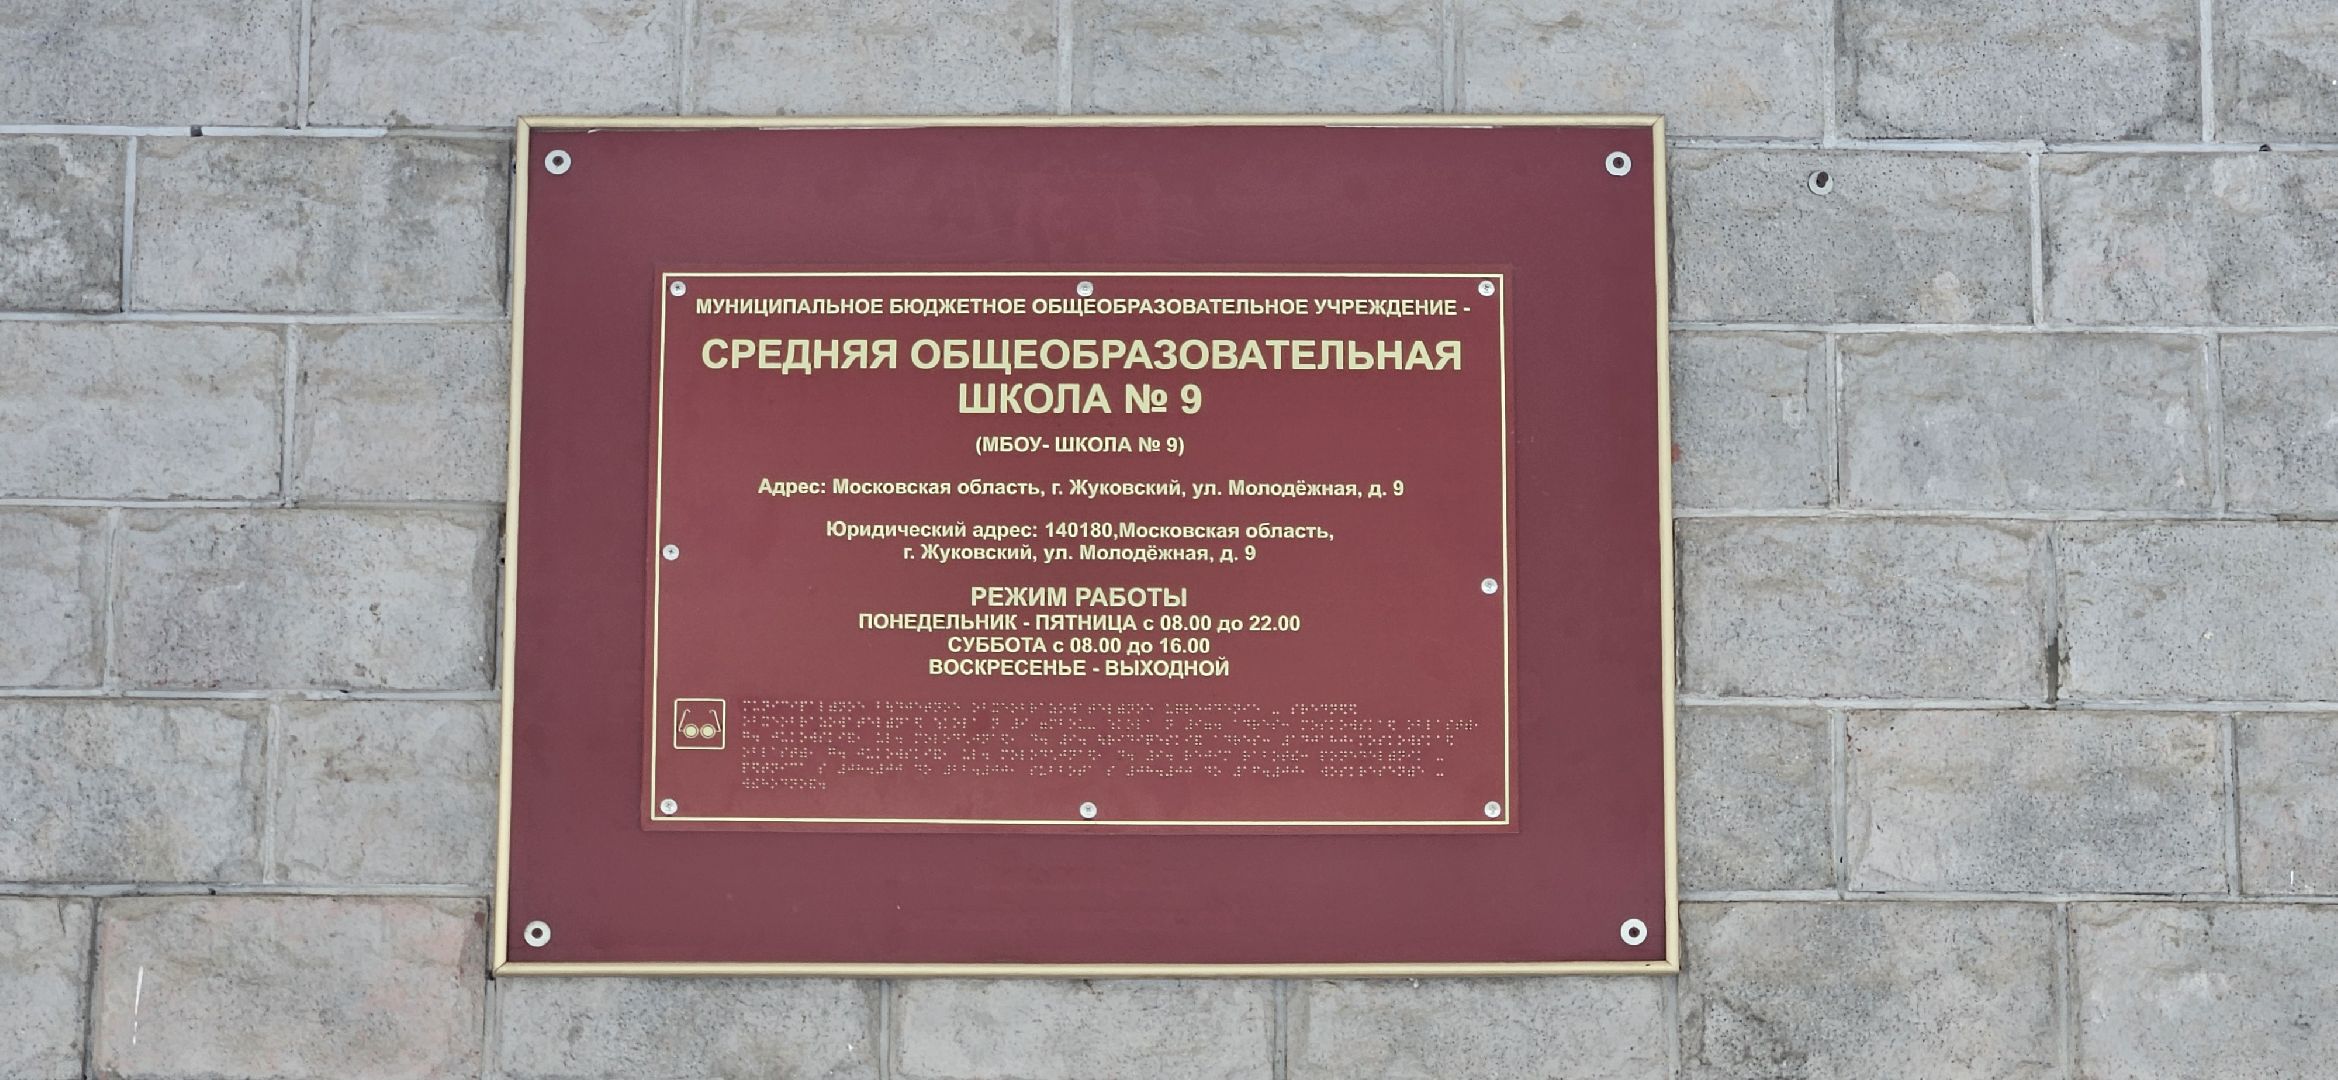 МУНИЦИПАЛЬНОЕ БЮДЖЕТНОЕ ОБЩЕОБРАЗОВАТЕЛЬНОЕ УЧРЕЖДЕНИЕ -
СРЕДНЯЯ ОБЩЕОБРАЗОВАТЕЛЬНАЯ
ШКОЛА № 9
(МБОУ- ШКОЛА № 9)
Адрес: Московская область, г. Жуковский, ул. Молодёжная, д. 9
Юридический адрес: 140180,Московская область,
г. Жуковский, ул. Молодёжная, д. 9
РЕЖИМ РАБОТЫ
ПОНЕДЕЛЬНИК - ПЯТНИЦА с 08.00 до 22.00
СУББОТА с 08.00 до 16.00
ВОСКРЕСЕНЬЕ - ВЫХОДНОЙ